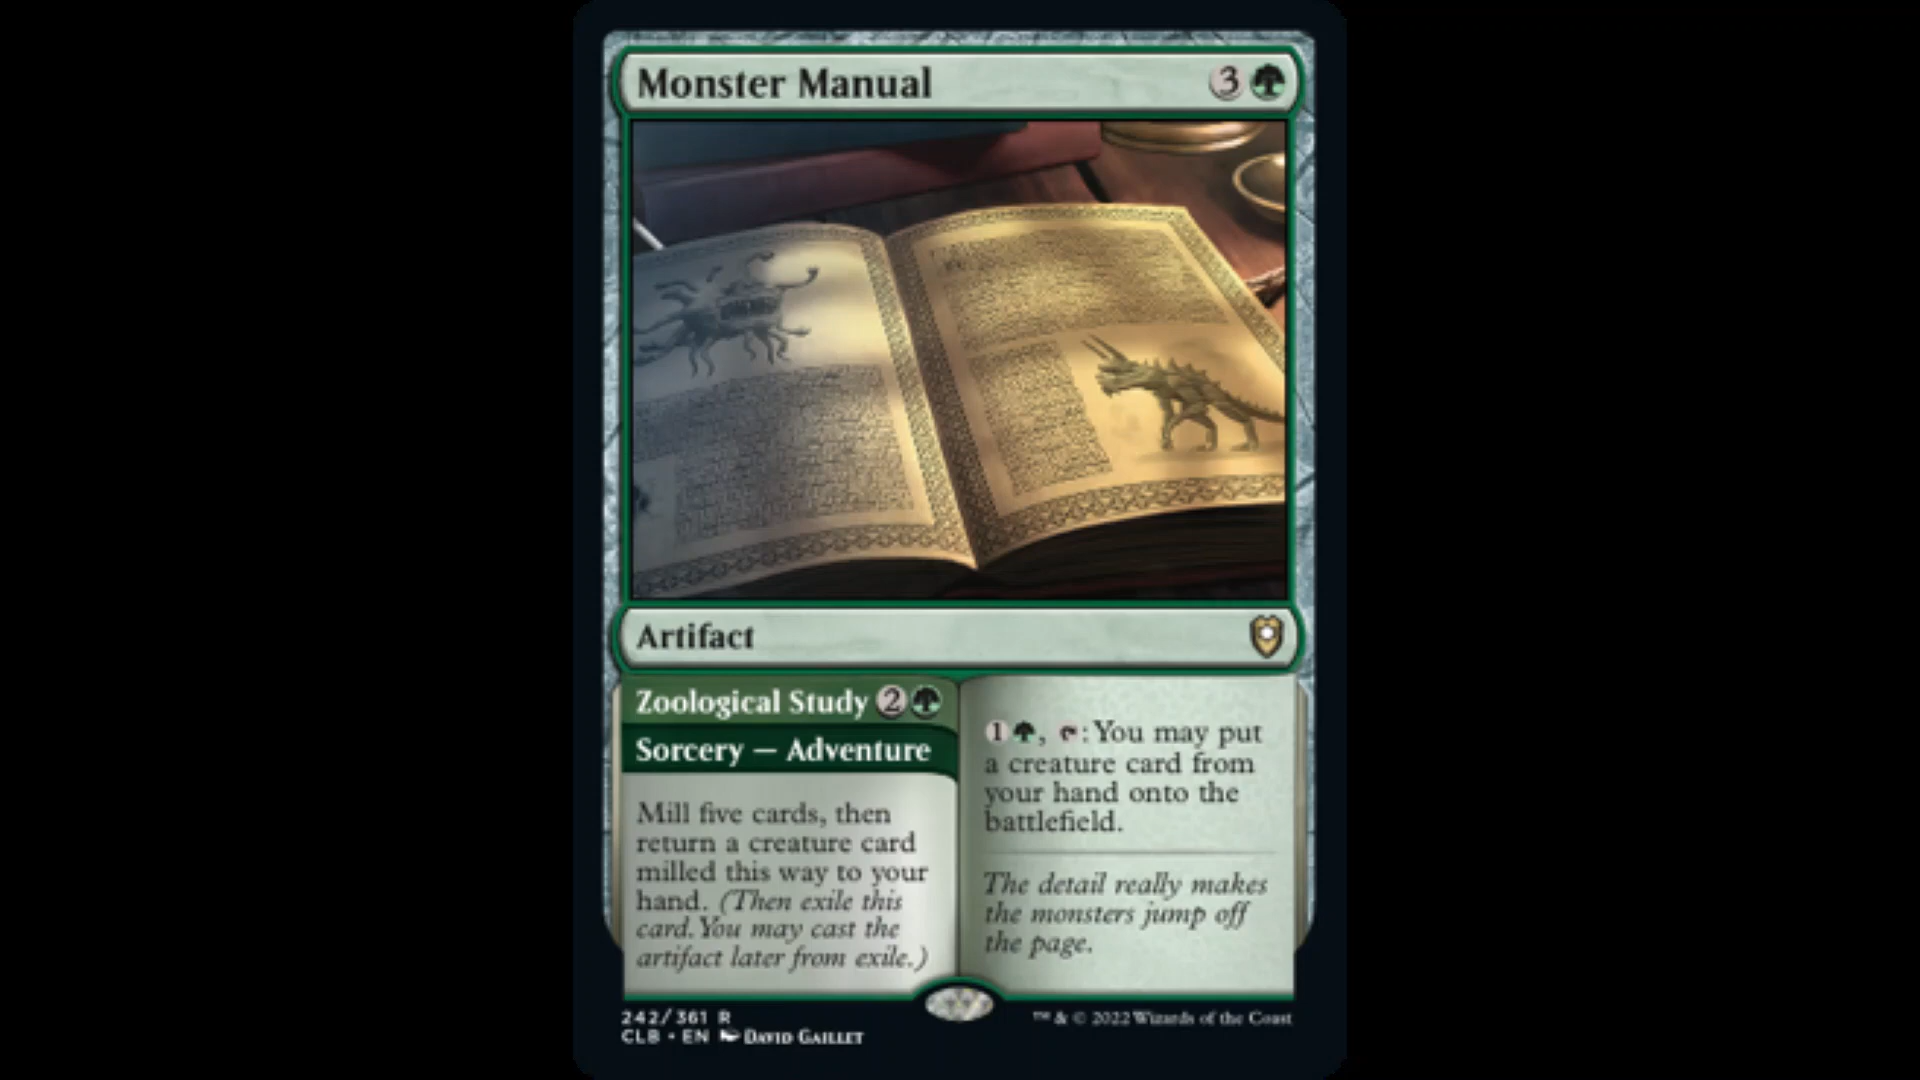 Monster Manual 3
Artifact
Zoological Study 2
Sorcery — Adventure
Mill five cards, then
return a creature card
milled this way to your
hand. (Then exile this
card. You may cast the
artifact later from exile.)
1, : You may put
a creature card from
your hand onto the
battlefield.
The detail really makes
the monsters jump off
the page.
242/361 R
CLB • EN DAVID GAILLET
™ & © 2022 Wizards of the Coast